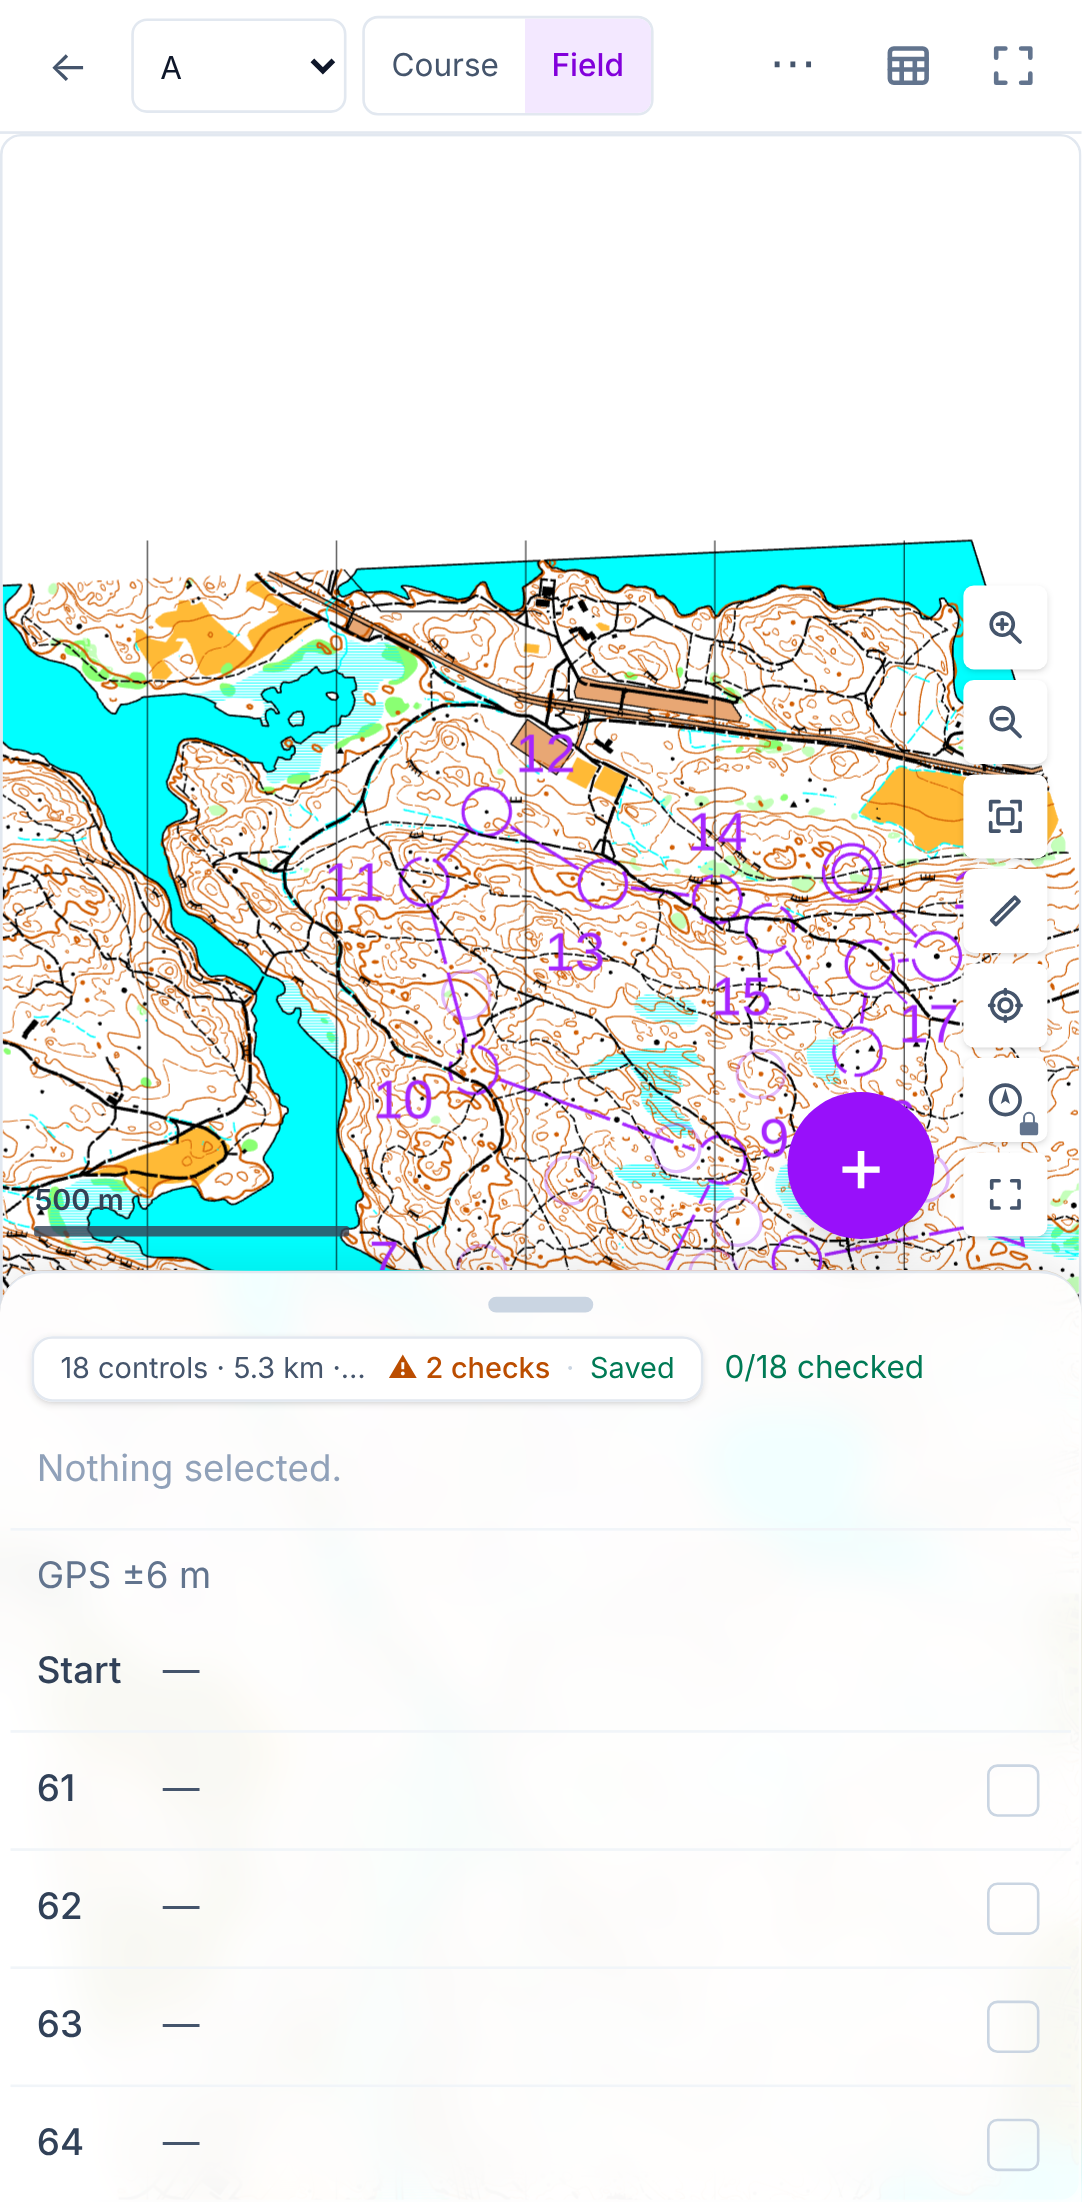 A
Course
Field
12
14
11
13
15
17
10
9
500 m
7
18 controls · 5.3 km ·... 2 checks · Saved
0/18 checked
Nothing selected.
GPS ±6 m
Start —
61 —
62 —
63 —
64 —